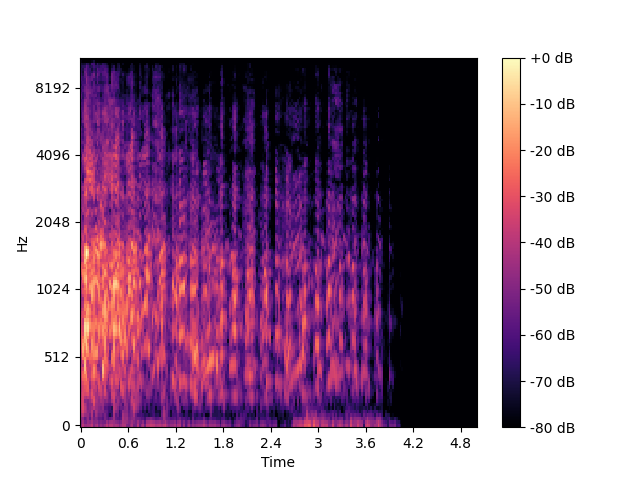 +0 dB
8192
-10 dB
4096
-20 dB
-30 dB
2048
Hz
-40 dB
1024
-50 dB
-60 dB
512
-70 dB
0
-80 dB
0 0.6 1.2 1.8 2.4 3 3.6 4.2 4.8
Time